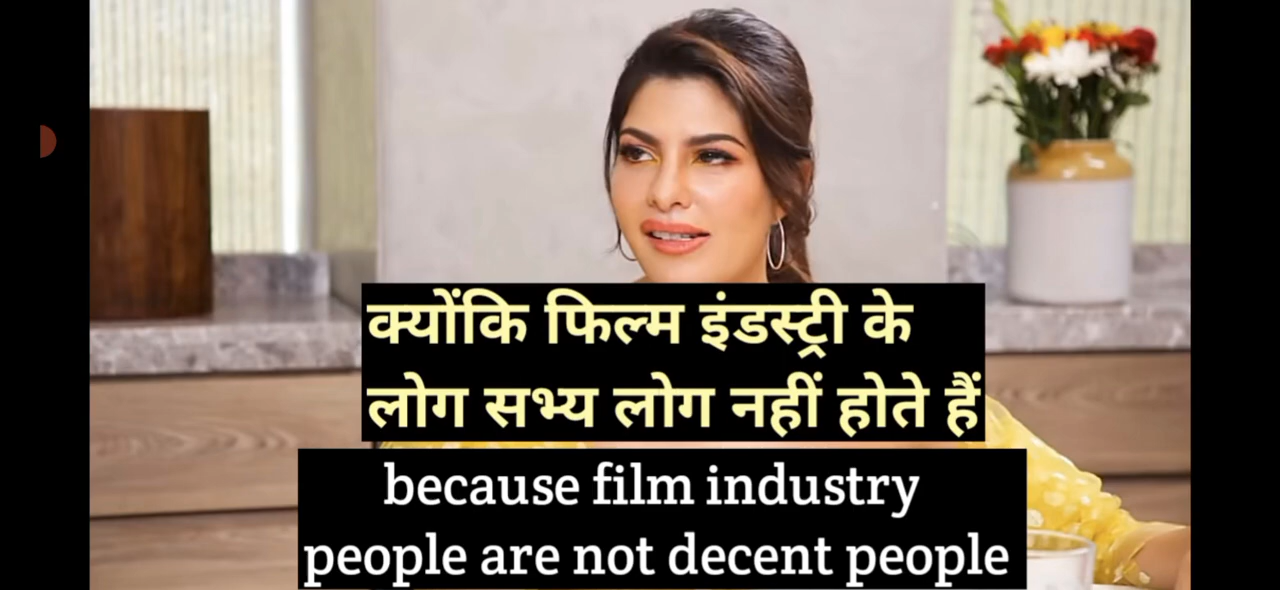 क्योंकि फिल्म इंडस्ट्री के
लोग सभ्य लोग नहीं होते हैं
because film industry
people are not decent people